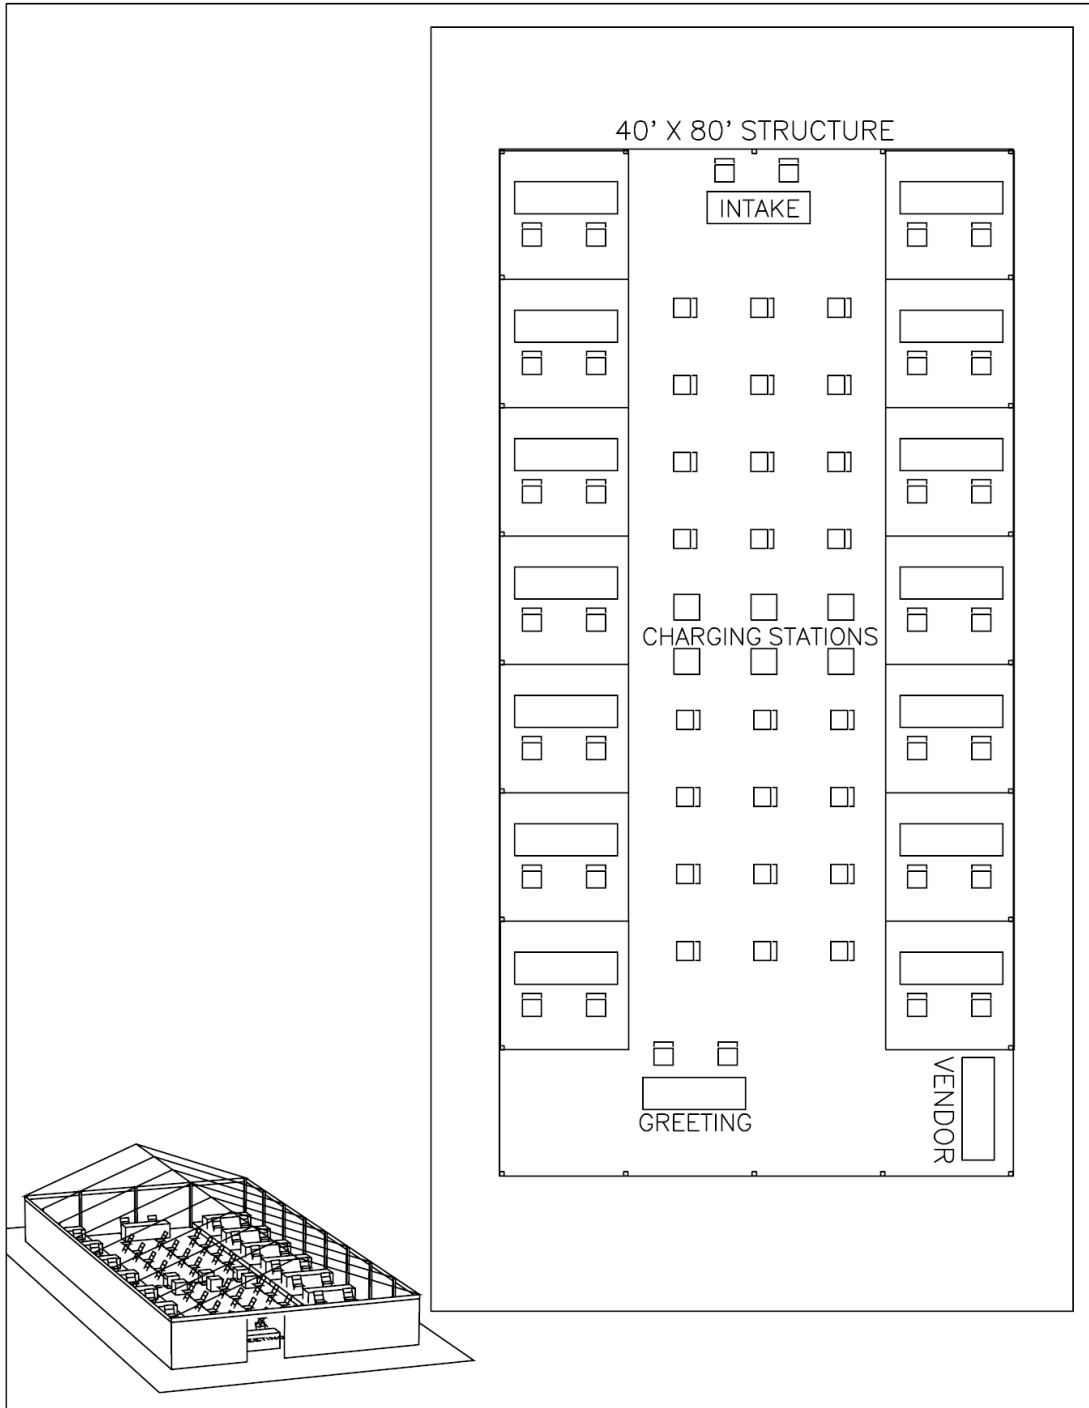 40' X 80' STRUCTURE
INTAKE
CHARGING STATIONS
GREETING
VENDOR